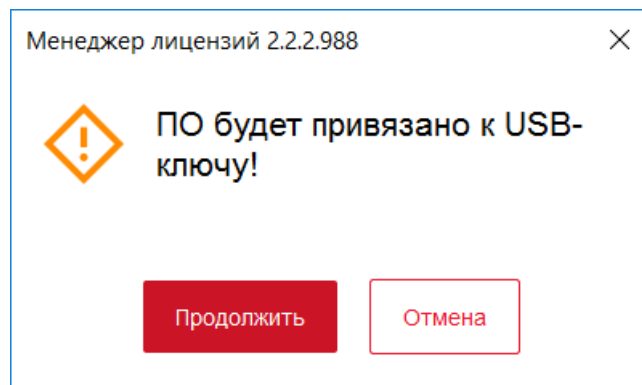 Менеджер лицензий 2.2.2.988
ПО будет привязано к USB-
ключу!
Продолжить
Отмена